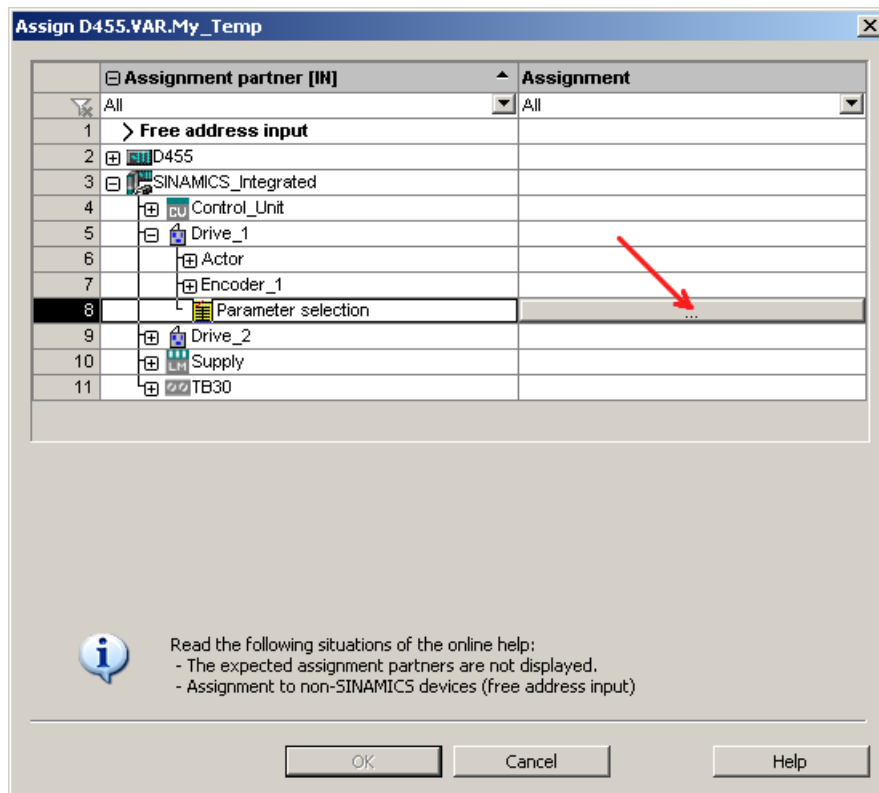 Assign D455.VAR.My_Temp
Assignment partner [IN] Assignment
All All
1 Free address input
2 D455
3 SINAMICS_Integrated
4 CU Control_Unit
5 Drive_1
6 Actor
7 Encoder_1
8 Parameter selection ...
9 Drive_2
10 LM Supply
11 TB30
Read the following situations of the online help:
- The expected assignment partners are not displayed.
- Assignment to non-SINAMICS devices (free address input)
OK Cancel Help